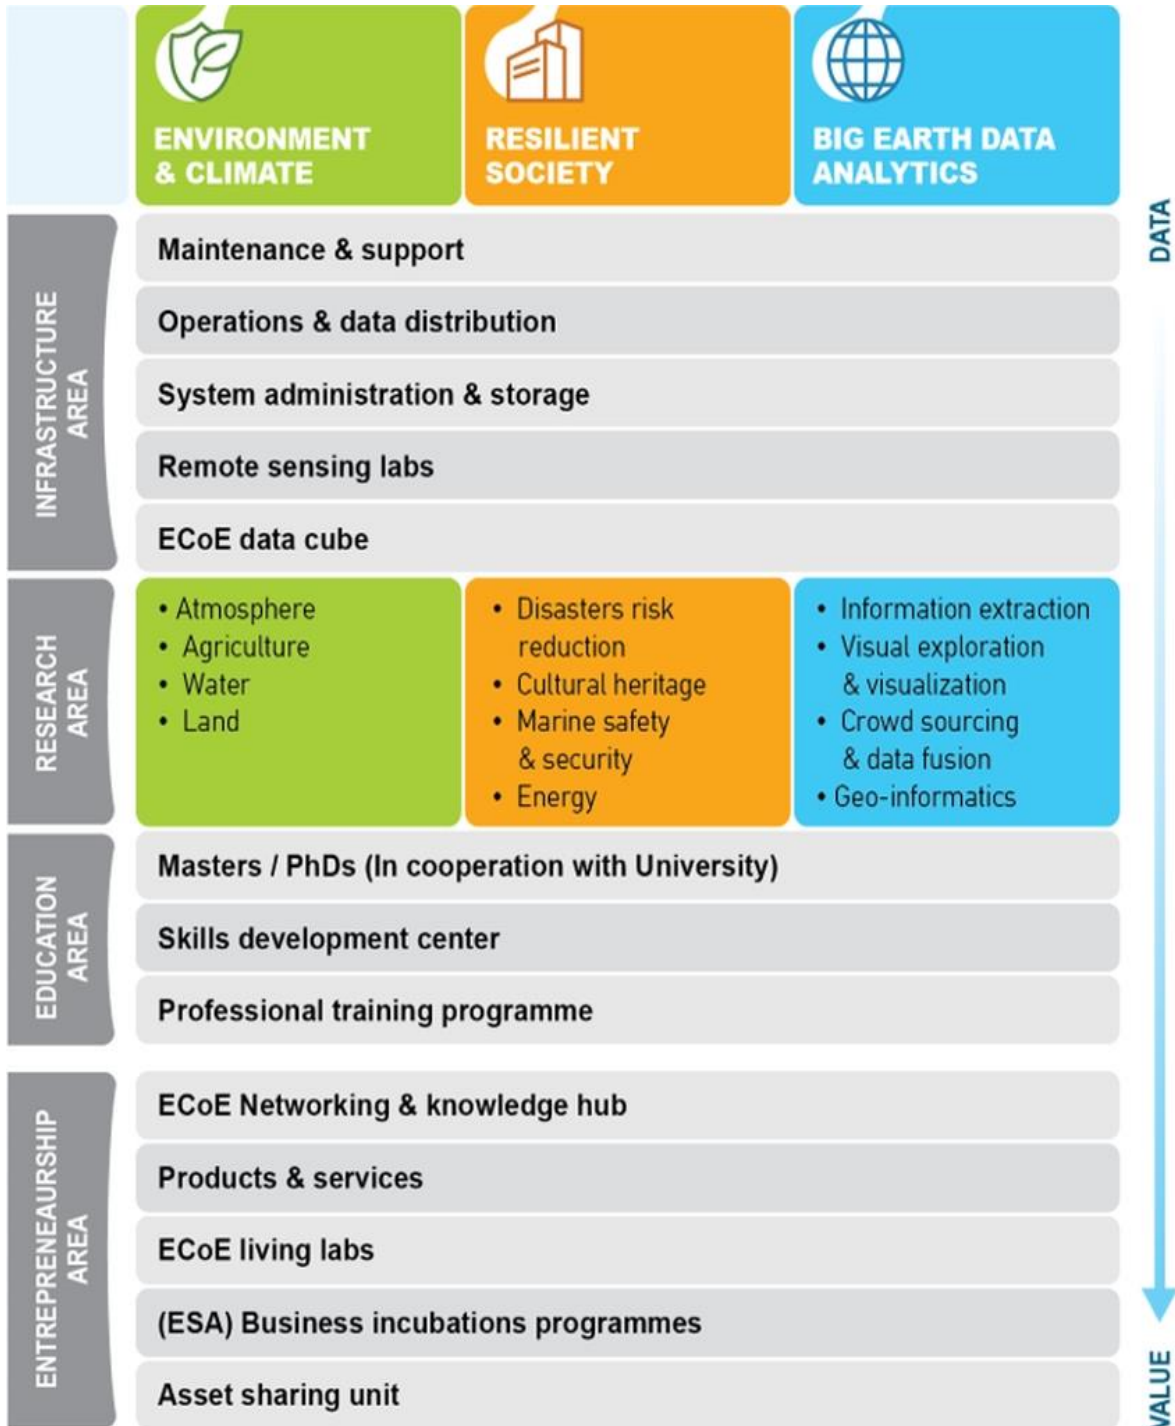 ENVIRONMENT
& CLIMATE
RESILIENT
SOCIETY
BIG EARTH DATA
ANALYTICS
DATA
INFRASTRUCTURE
AREA
Maintenance & support
Operations & data distribution
System administration & storage
Remote sensing labs
ECoE data cube
RESEARCH
AREA
• Atmosphere
• Agriculture
• Water
• Land
• Disasters risk
reduction
• Cultural heritage
• Marine safety
& security
• Energy
• Information extraction
• Visual exploration
& visualization
• Crowd sourcing
& data fusion
• Geo-informatics
EDUCATION
AREA
Masters / PhDs (In cooperation with University)
Skills development center
Professional training programme
ENTREPRENEAURSHIP
AREA
ECoE Networking & knowledge hub
Products & services
ECoE living labs
(ESA) Business incubations programmes
Asset sharing unit
VALUE